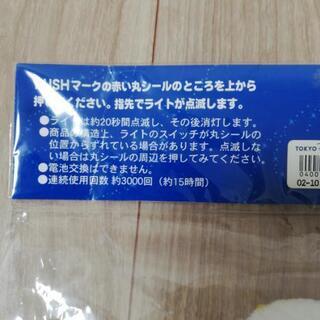 USHマークの赤い丸シールのところを上から
押してください。指先でライトが点滅します。
●ライトは約20秒間点滅し、その後消灯します。
●商品の構造上、ライトのスイッチが丸シールの
位置からずれている場合があります。点滅しな
い場合は丸シールの周辺を押してみてください。
●電池交換はできません。
●連続使用回数 約3000回（約15時間）
TOKYO
0400
02-10